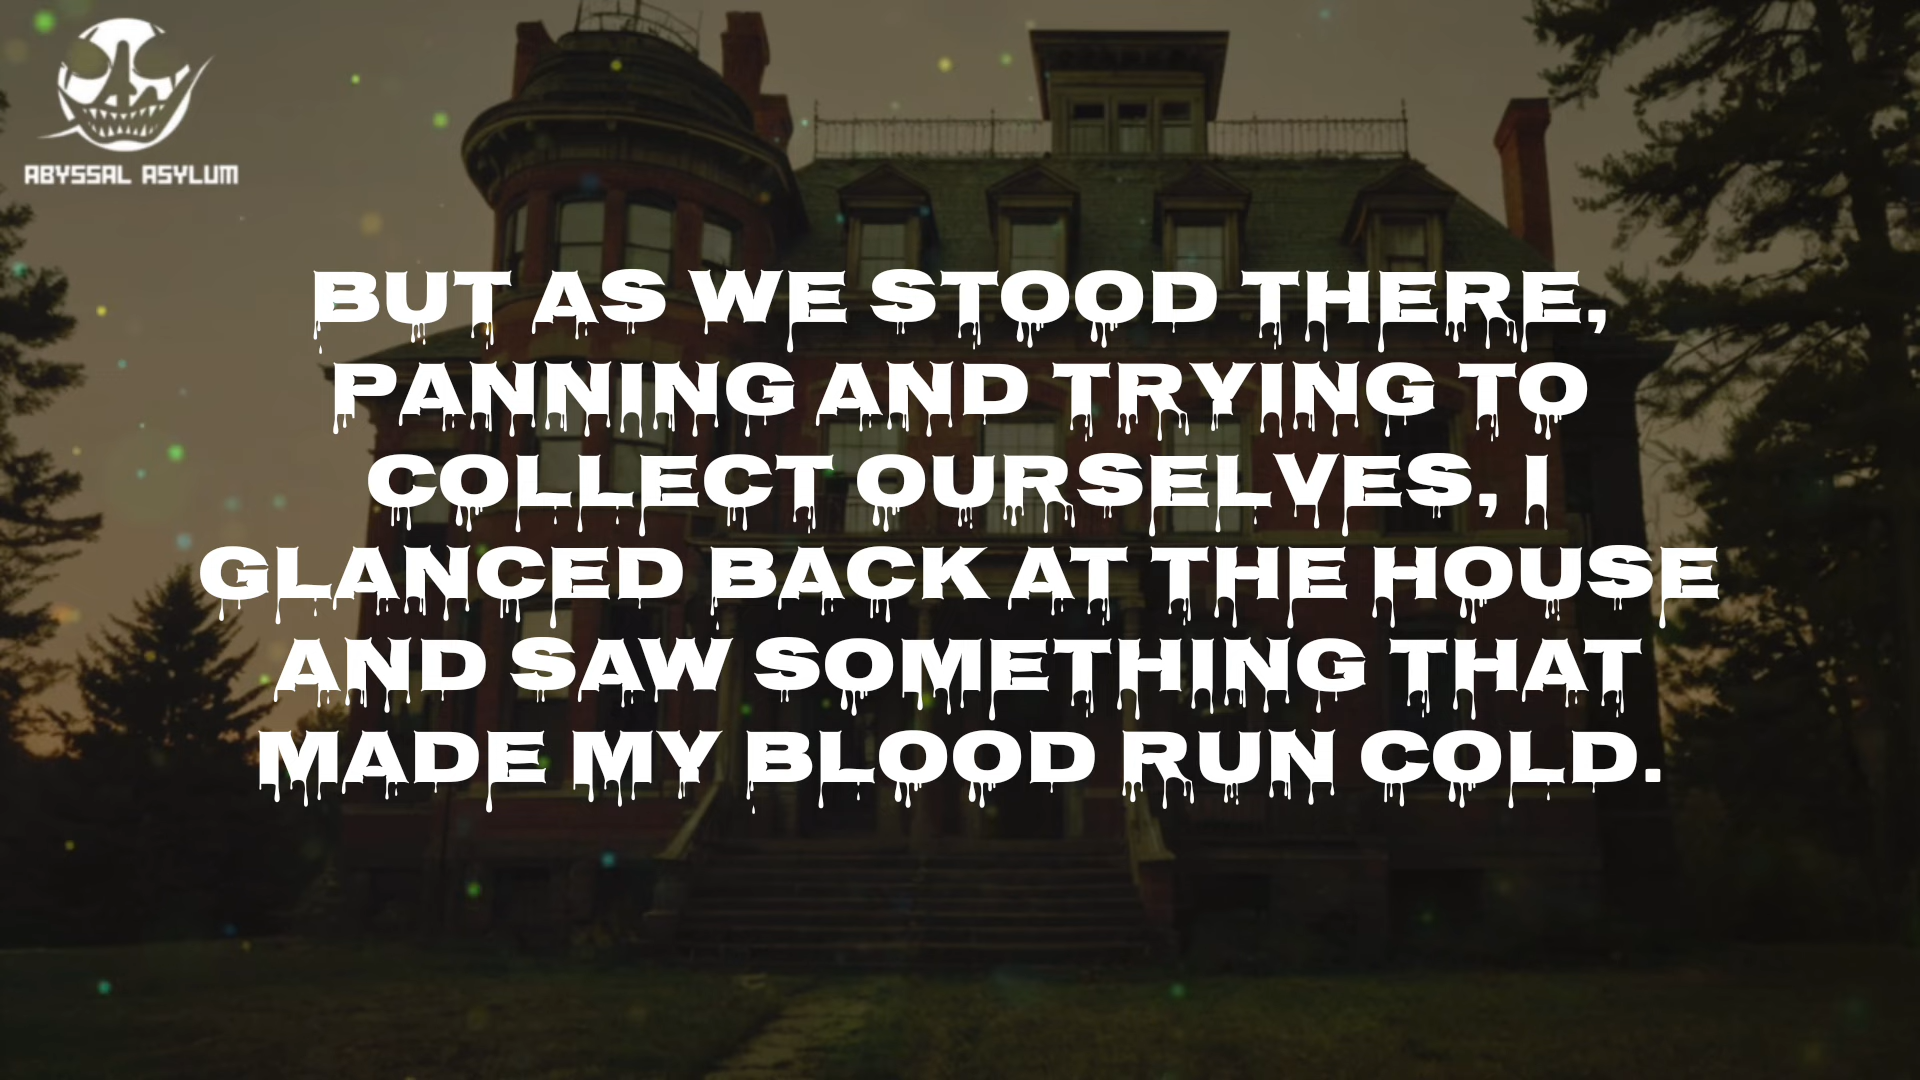 ABYSSAL ASYLUM
BUT AS WE STOOD THERE,
PANNING AND TRYING TO
COLLECT OURSELVES, I
GLANCED BACK AT THE HOUSE
AND SAW SOMETHING THAT
MADE MY BLOOD RUN COLD.